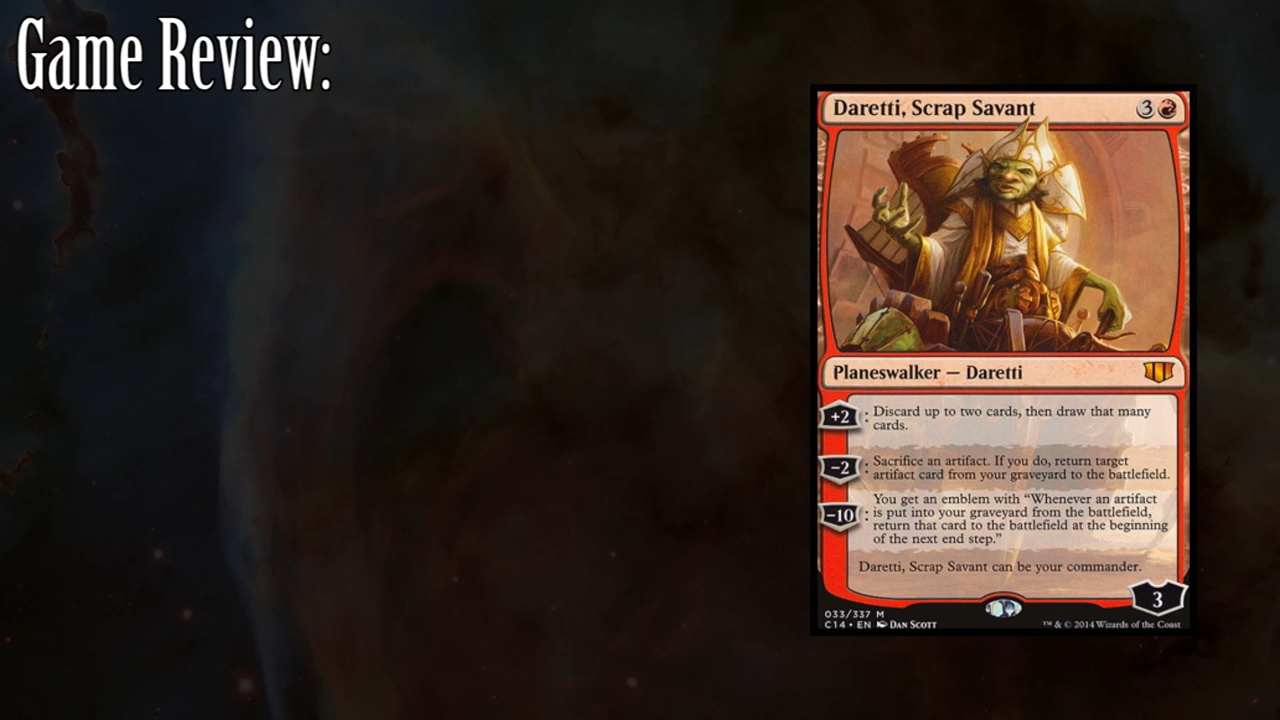 Game Review:
Daretti, Scrap Savant 3
Planeswalker — Daretti
+2 : Discard up to two cards, then draw that many
cards.
−2 : Sacrifice an artifact. If you do, return target
artifact card from your graveyard to the battlefield.
−10 : You get an emblem with “Whenever an artifact
is put into your graveyard from the battlefield,
return that card to the battlefield at the beginning
of the next end step.”
Daretti, Scrap Savant can be your commander.
3
033/337 M
C14 • EN Dan Scott ™ & © 2014 Wizards of the Coast